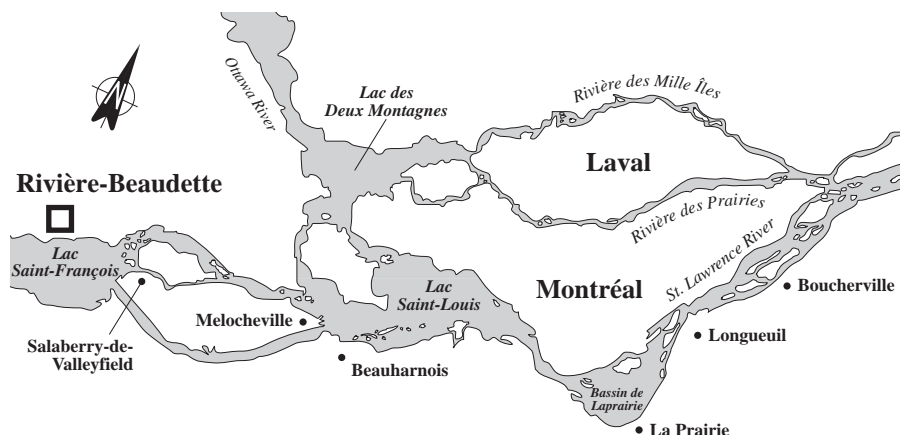 Ottawa River
Lac des
Deux Montagnes
Rivière des Mille Îles
N
Laval
Rivière-Beaudette
Rivière des Prairies
Lac
Saint-François
St. Lawrence River
Lac
Saint-Louis
Montréal
Boucherville
Melocheville
Salaberry-de-
Valleyfield
Longueuil
Beauharnois
Bassin de
Laprairie
La Prairie